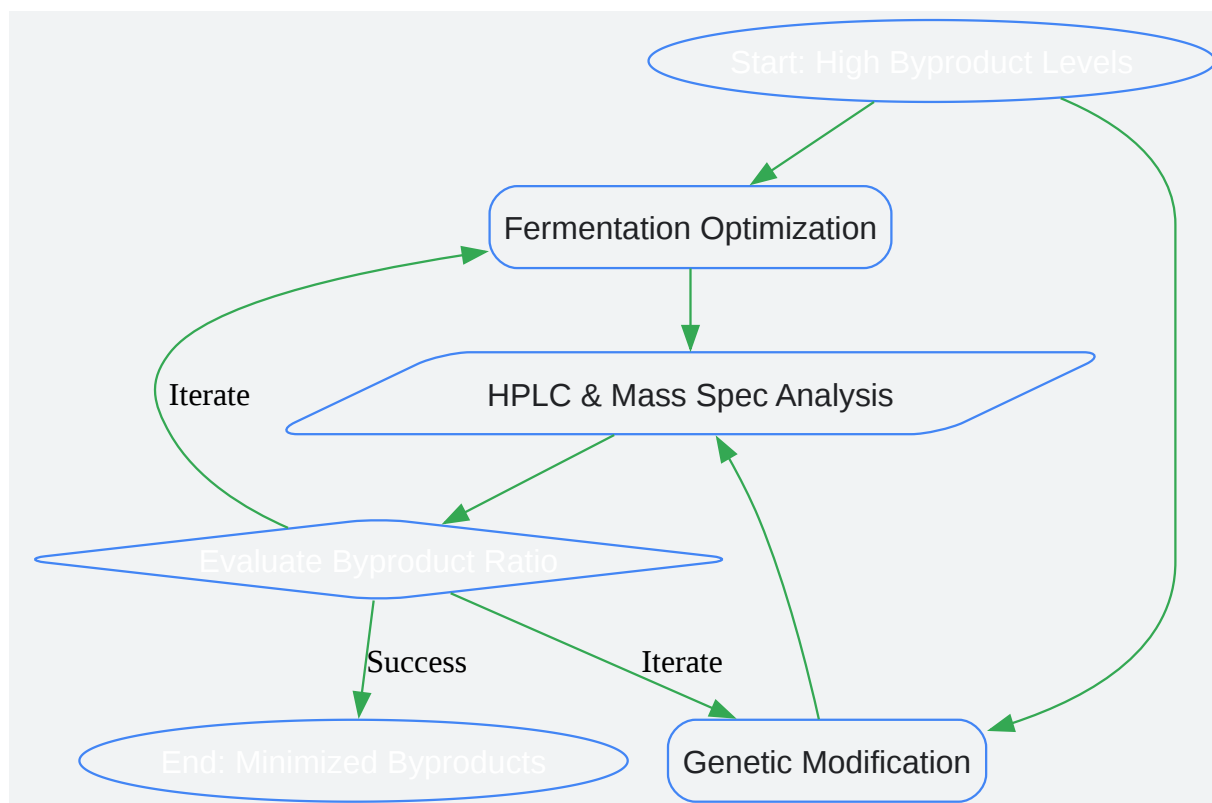 Start: High Byproduct Levels
Fermentation Optimization
Iterate
HPLC & Mass Spec Analysis
Evaluate Byproduct Ratio
Success
Iterate
End: Minimized Byproducts
Genetic Modification